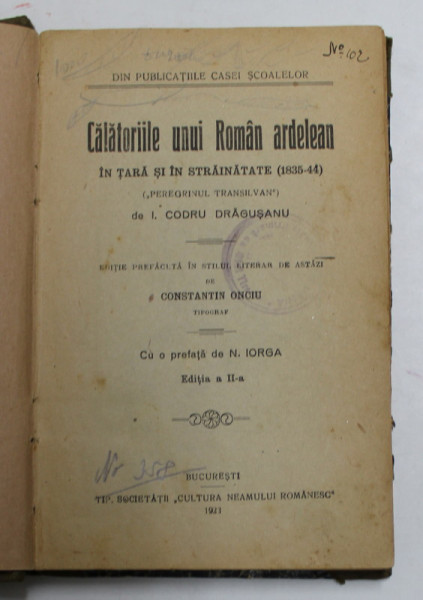 No 102
DIN PUBLICAȚIILE CASEI ȘCOALELOR
Călătoriile unui Român ardelean
ÎN ȚARĂ ȘI ÎN STRĂINĂTATE (1835-44)
(„PEREGRINUL TRANSILVAN")
de I. CODRU DRĂGUȘANU
EDIȚIE PREFĂCUTĂ ÎN STILUL LITERAR DE ASTĂZI
DE
CONSTANTIN ONCIU
TIPOGRAF
Cu o prefață de N. IORGA
Ediția a II-a
Nr 358
BUCUREȘTI
TIP. SOCIETĂȚII „CULTURA NEAMULUI ROMÂNESC"
1923